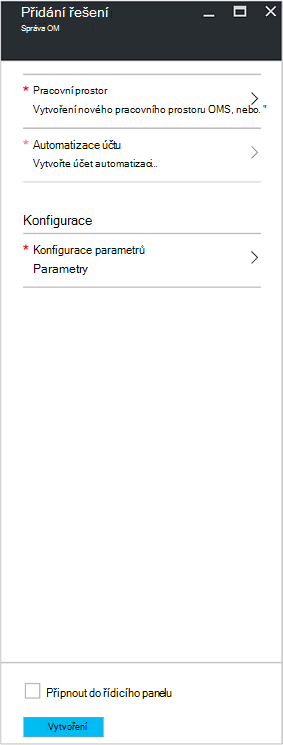 Přidání řešení
Správa OM
* Pracovní prostor
Vytvoření nového pracovního prostoru OMS, nebo. "
* Automatizace účtu
Vytvořte účet automatizaci..
Konfigurace
* Konfigurace parametrů
Parametry
Připnout do řídicího panelu
Vytvoření